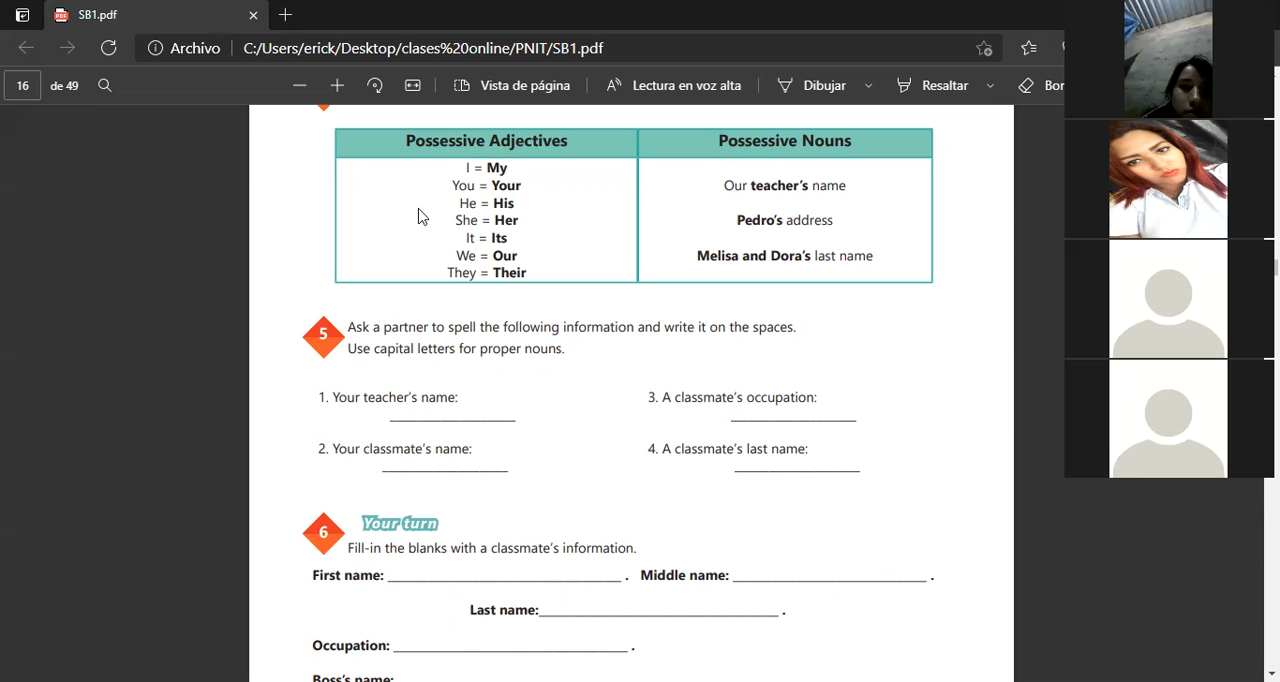 SB1.pdf
Archivo C:/Users/erick/Desktop/clases%20online/PNIT/SB1.pdf
16 de 49 Vista de página Lectura en voz alta Dibujar Resaltar Bor
Possessive Adjectives Possessive Nouns
I = My
You = Your Our teacher's name
He = His
She = Her Pedro's address
It = Its
We = Our Melisa and Dora's last name
They = Their
5 Ask a partner to spell the following information and write it on the spaces.
Use capital letters for proper nouns.
1. Your teacher's name: 3. A classmate's occupation:
2. Your classmate's name: 4. A classmate's last name:
6 Your turn
Fill-in the blanks with a classmate's information.
First name: . Middle name: .
Last name: .
Occupation: .
Boss's name: